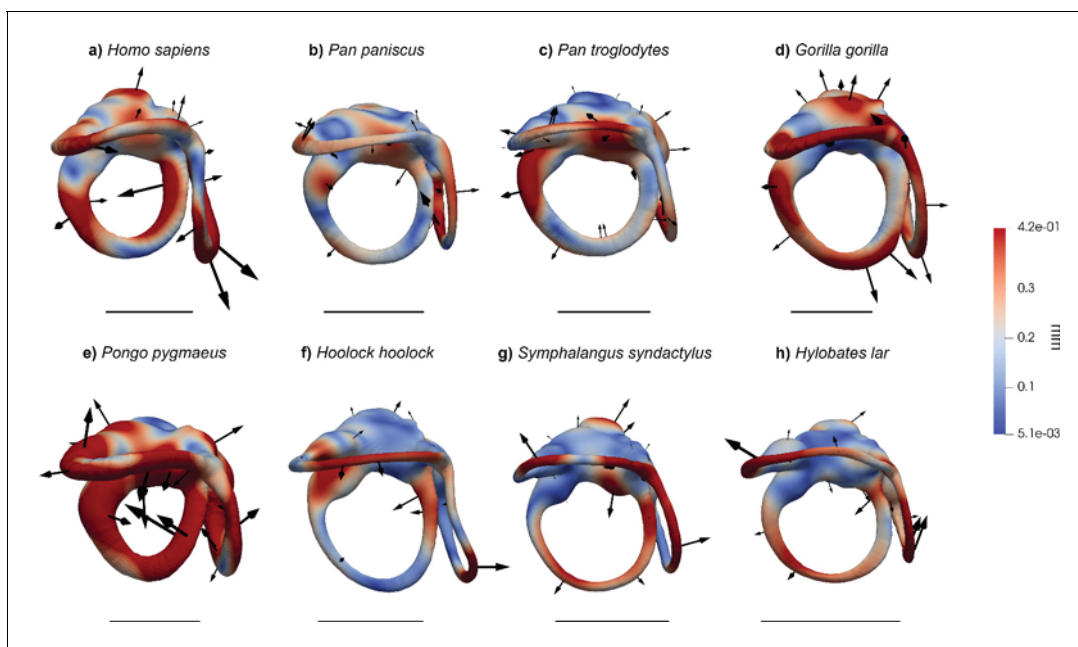 a) Homo sapiens
b) Pan paniscus
c) Pan troglodytes
d) Gorilla gorilla
4.2e-01
0.3
0.2
0.1
5.1e-03
mm
e) Pongo pygmaeus
f) Hoolock hoolock
g) Symphalangus syndactylus
h) Hylobates lar